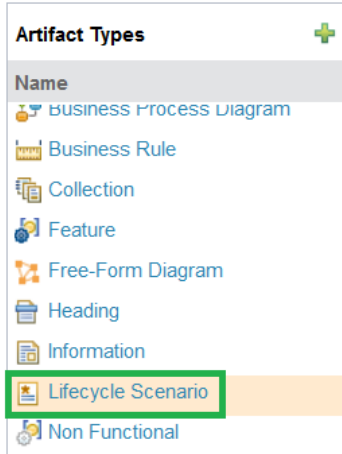 Artifact Types
Name
Business Process Diagram
Business Rule
Collection
Feature
Free-Form Diagram
Heading
Information
Lifecycle Scenario
Non Functional